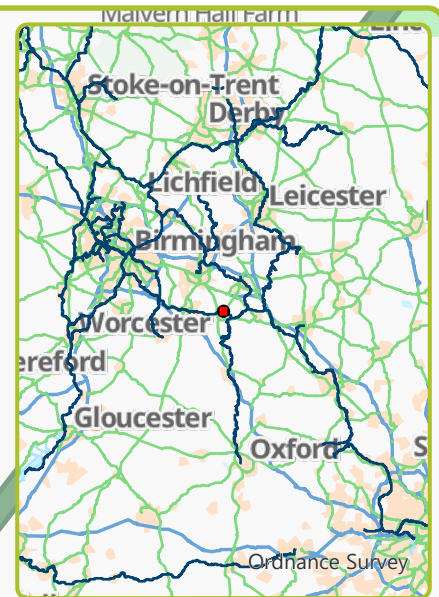 Malvern Hall Farm
Stoke-on-Trent
Derby
Lichfield
Leicester
Birmingham
Worcester
ereford
Gloucester
Oxford
S
Ordnance Survey